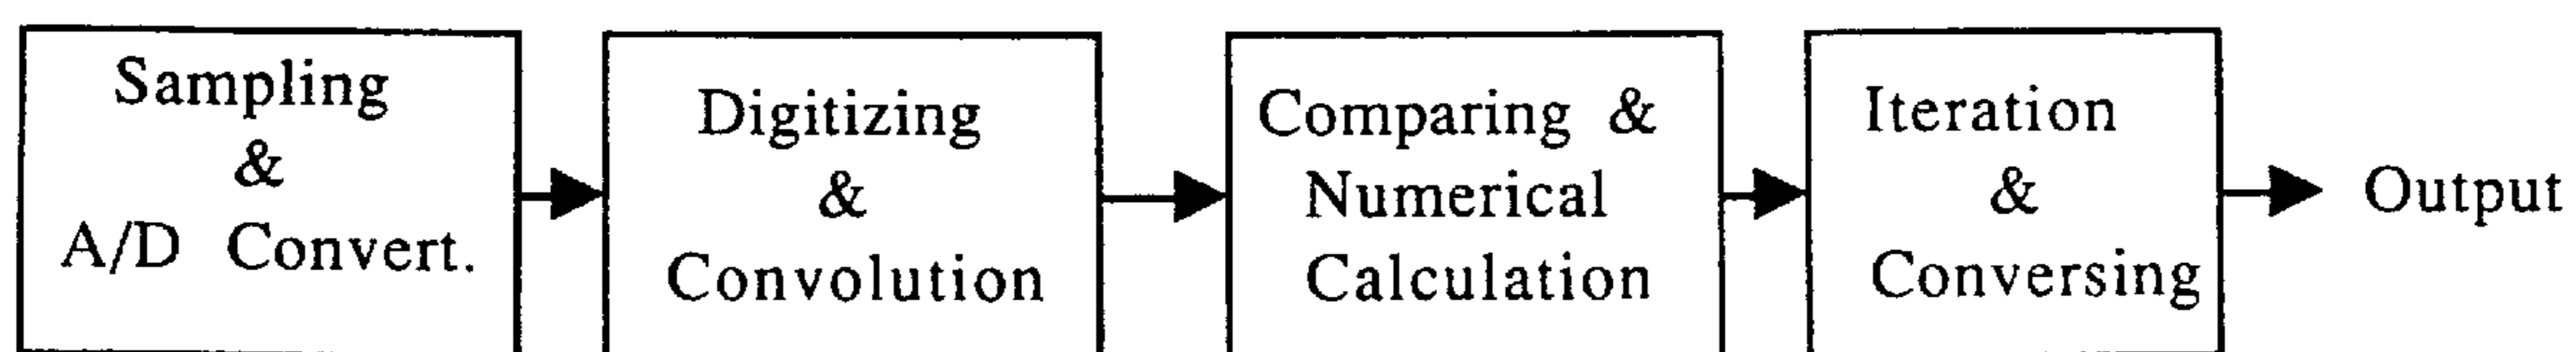 Sampling
&
A/D Convert.
Digitizing
&
Convolution
Comparing &
Numerical
Calculation
Iteration
&
Conversing
Output